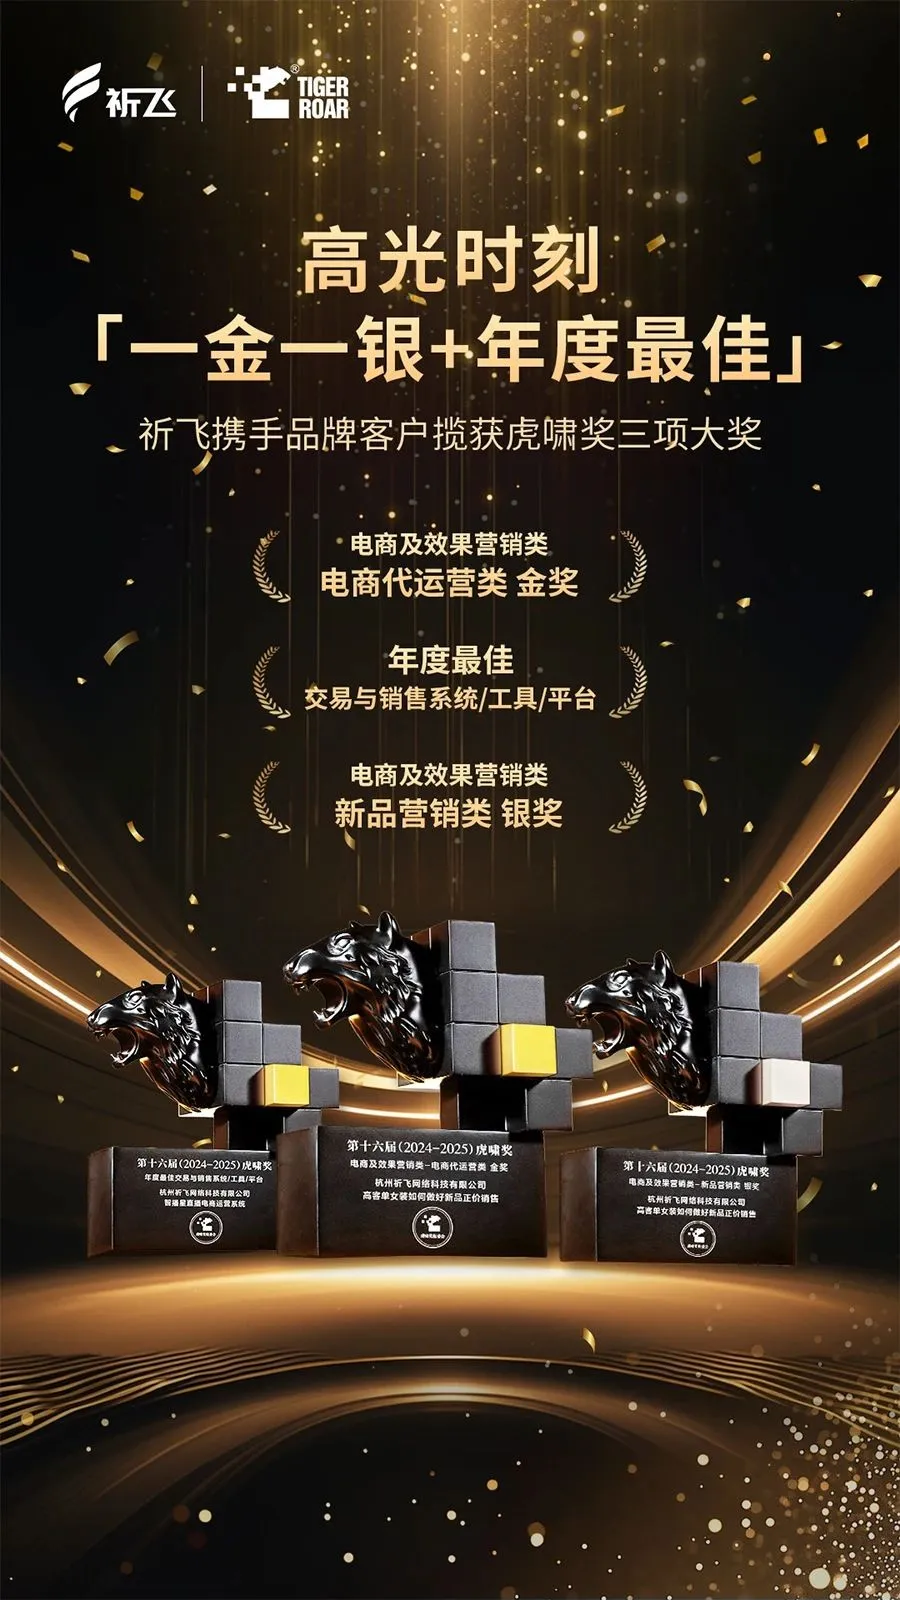 祈飞
TIGER
ROAR
®
高光时刻
「一金一银+年度最佳」
祈飞携手品牌客户揽获虎啸奖三项大奖
电商及效果营销类
电商代运营类 金奖
年度最佳
交易与销售系统/工具/平台
电商及效果营销类
新品营销类 银奖
第十六届(2024-2025)虎啸奖
年度最佳交易与销售系统/工具/平台
杭州祈飞网络科技有限公司
智播星直播电商运营系统
第十六届(2024-2025)虎啸奖
电商及效果营销类-电商代运营类 金奖
杭州祈飞网络科技有限公司
高客单女装如何做好新品正价销售
第十六届(2024-2025)虎啸奖
电商及效果营销类-新品营销类 银奖
杭州祈飞网络科技有限公司
高客单女装如何做好新品正价销售